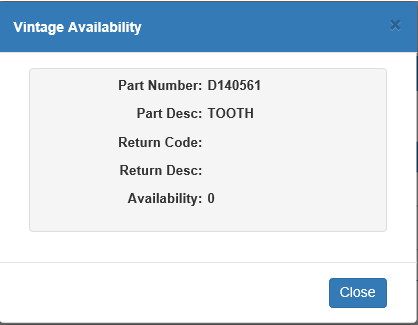 Vintage Availability ×
Part Number: D140561
Part Desc: TOOTH
Return Code:
Return Desc:
Availability: 0
Close